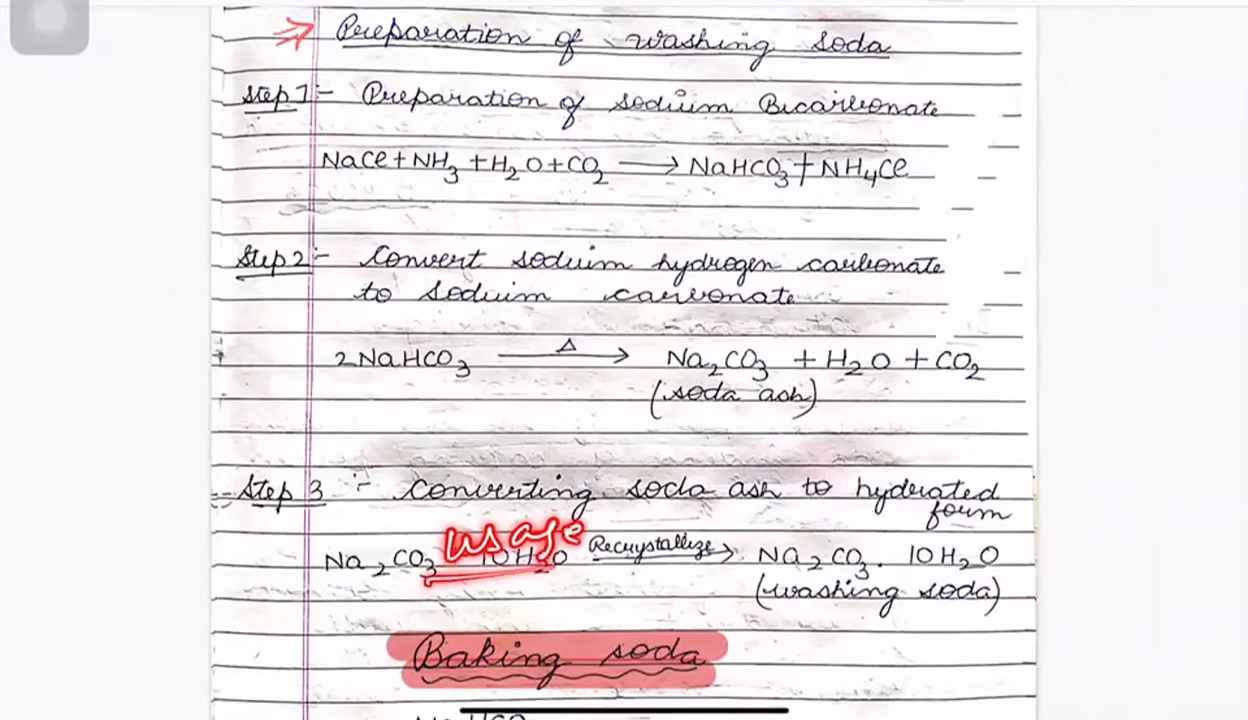 Preparation of washing soda
Step 1:- Preparation of sodium Bicarbonate
NaCl + NH3 + H2O + CO2 → NaHCO3 + NH4Cl
Step 2:- Convert sodium hydrogen carbonate
to sodium carbonate
2NaHCO3 —Δ→ Na2CO3 + H2O + CO2
(soda ash)
Step 3 :- Converting soda ash to hydrated
form
usage
Na2CO3 10H2O Recrystallize→ Na2CO3. 10H2O
(washing soda)
Baking soda